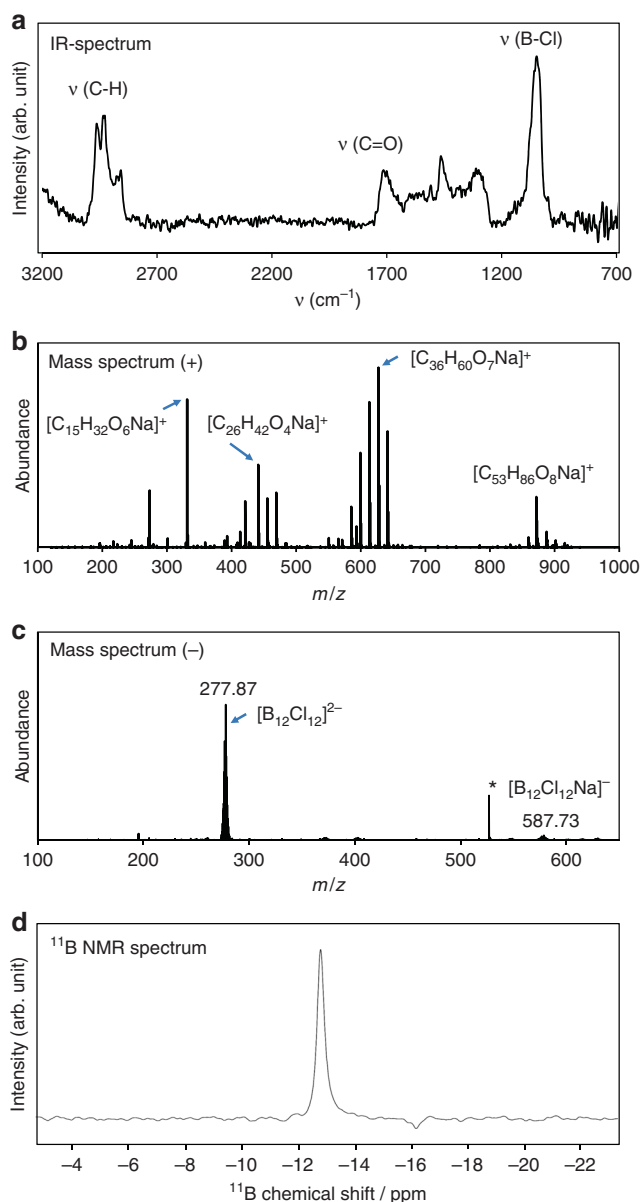 a
IR-spectrum
ν (B-Cl)
ν (C-H)
ν (C=O)
Intensity (arb. unit)
3200 2700 2200 1700 1200 700
ν (cm⁻¹)
b
Mass spectrum (+)
[C₃₆H₆₀O₇Na]⁺
[C₁₅H₃₂O₆Na]⁺
[C₂₆H₄₂O₄Na]⁺
[C₅₃H₈₆O₈Na]⁺
Abundance
100 200 300 400 500 600 700 800 900 1000
m/z
c
Mass spectrum (–)
277.87
[B₁₂Cl₁₂]²⁻
* [B₁₂Cl₁₂Na]⁻
587.73
Abundance
100 200 300 400 500 600
m/z
d
¹¹B NMR spectrum
Intensity (arb. unit)
–4 –6 –8 –10 –12 –14 –16 –18 –20 –22
¹¹B chemical shift / ppm